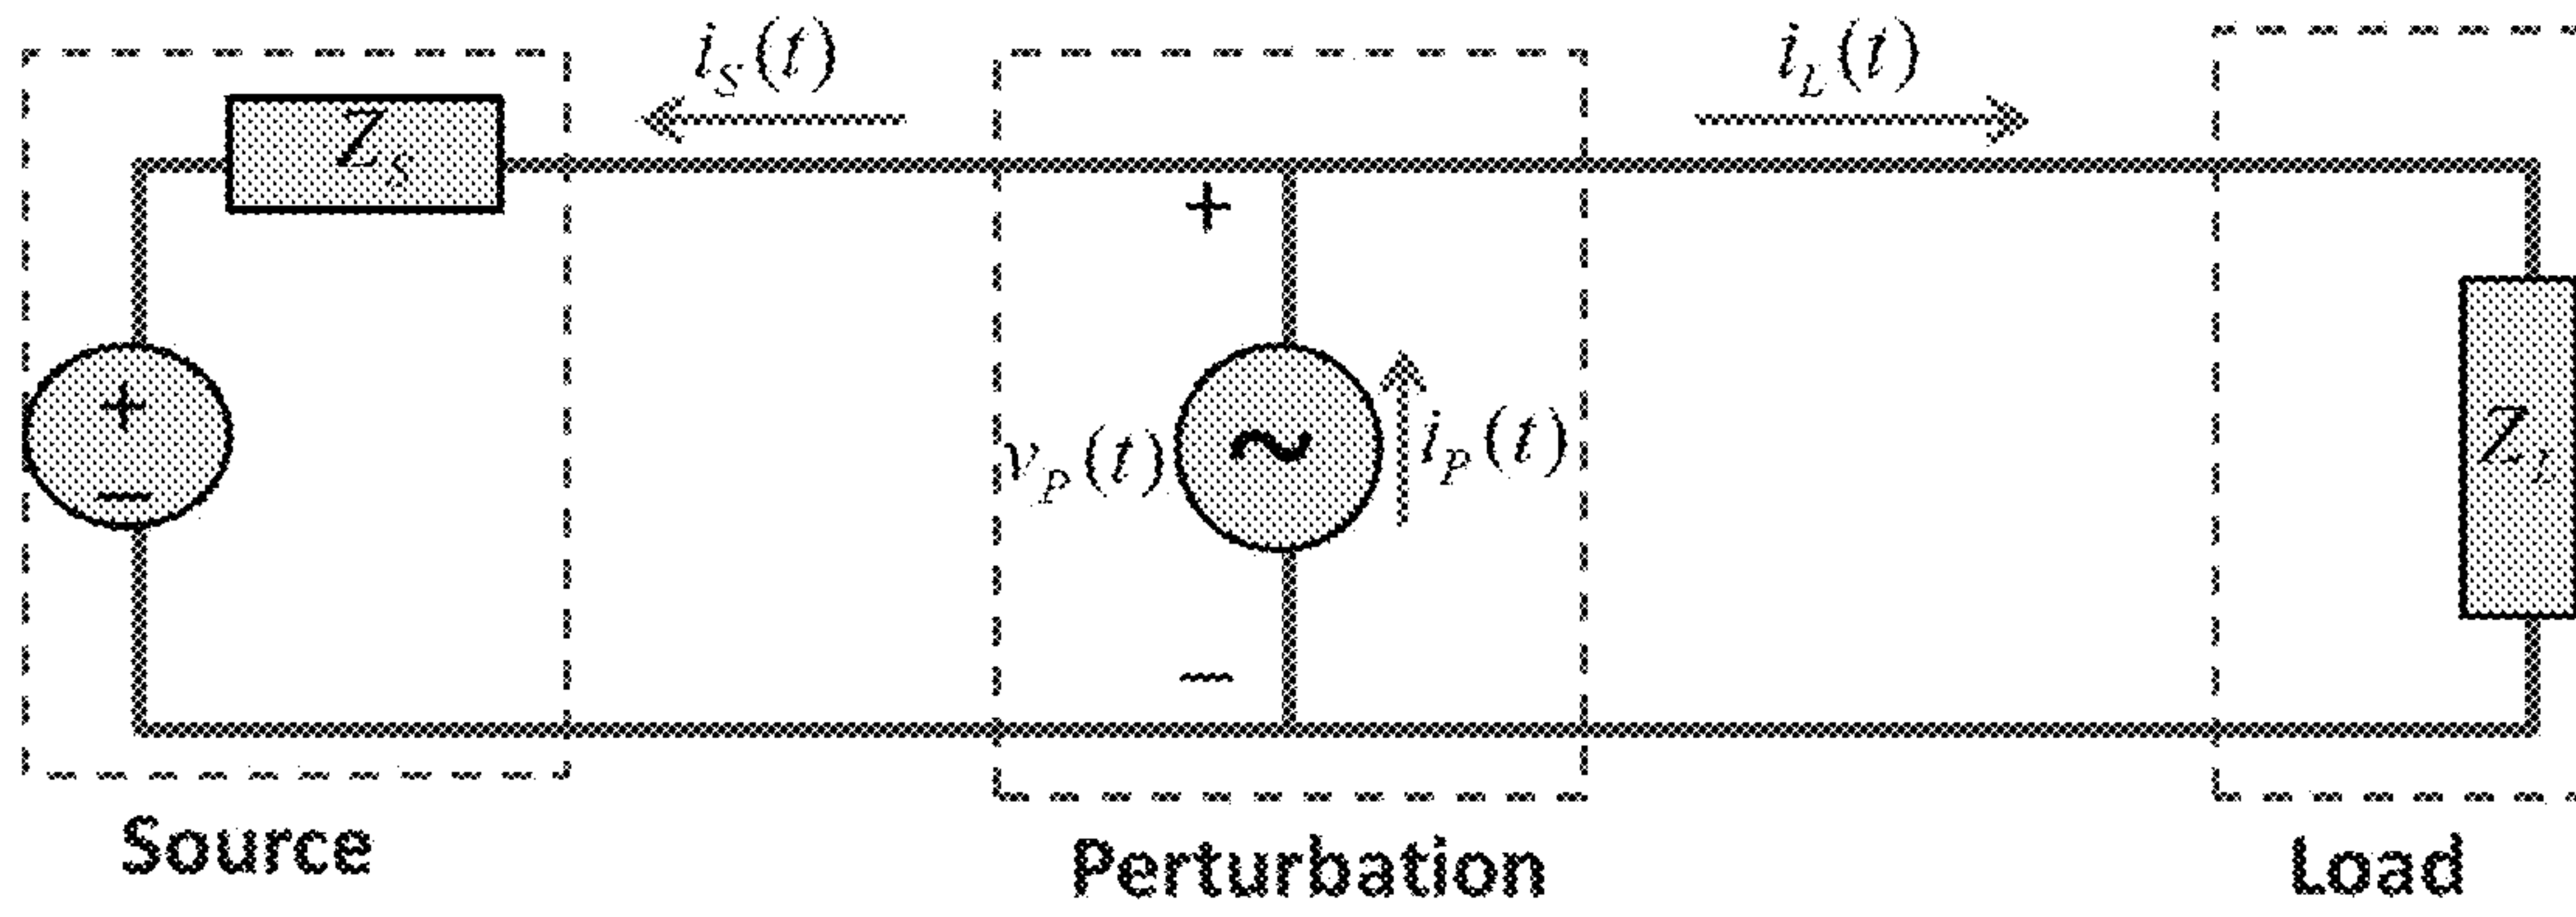 i_S(t)
i_L(t)
Z_S
+
+
v_P(t)
~
i_P(t)
Z_L
−
−
Source
Perturbation
Load